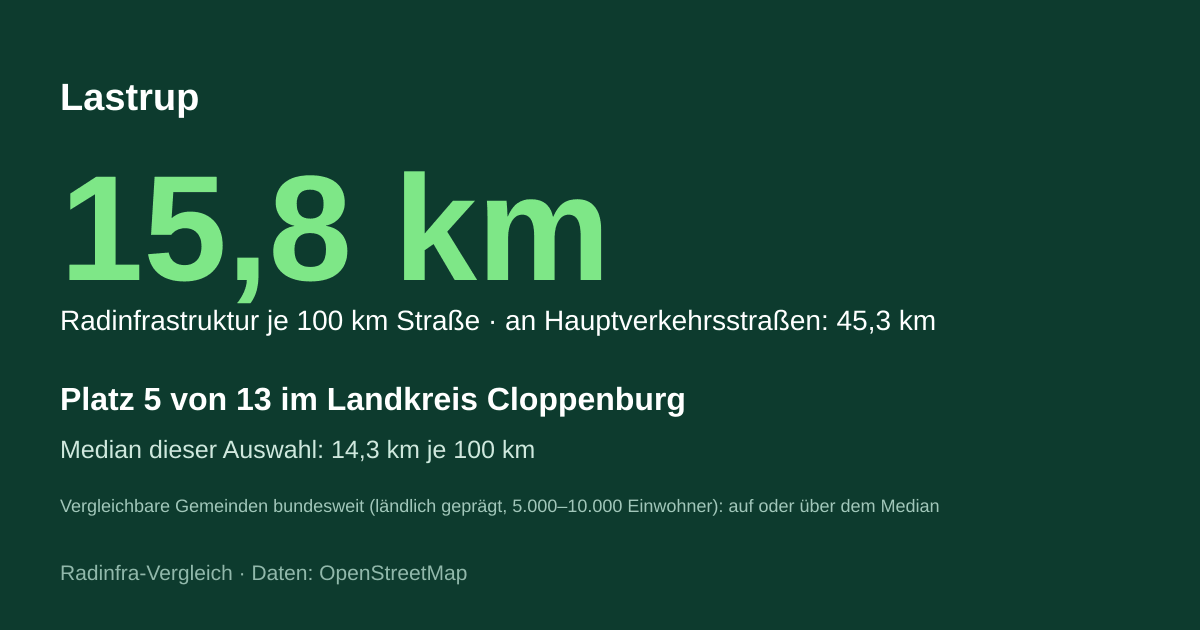 Lastrup
15,8 km
Radinfrastruktur je 100 km Straße · an Hauptverkehrsstraßen: 45,3 km
Platz 5 von 13 im Landkreis Cloppenburg
Median dieser Auswahl: 14,3 km je 100 km
Vergleichbare Gemeinden bundesweit (ländlich geprägt, 5.000–10.000 Einwohner): auf oder über dem Median
Radinfra-Vergleich · Daten: OpenStreetMap